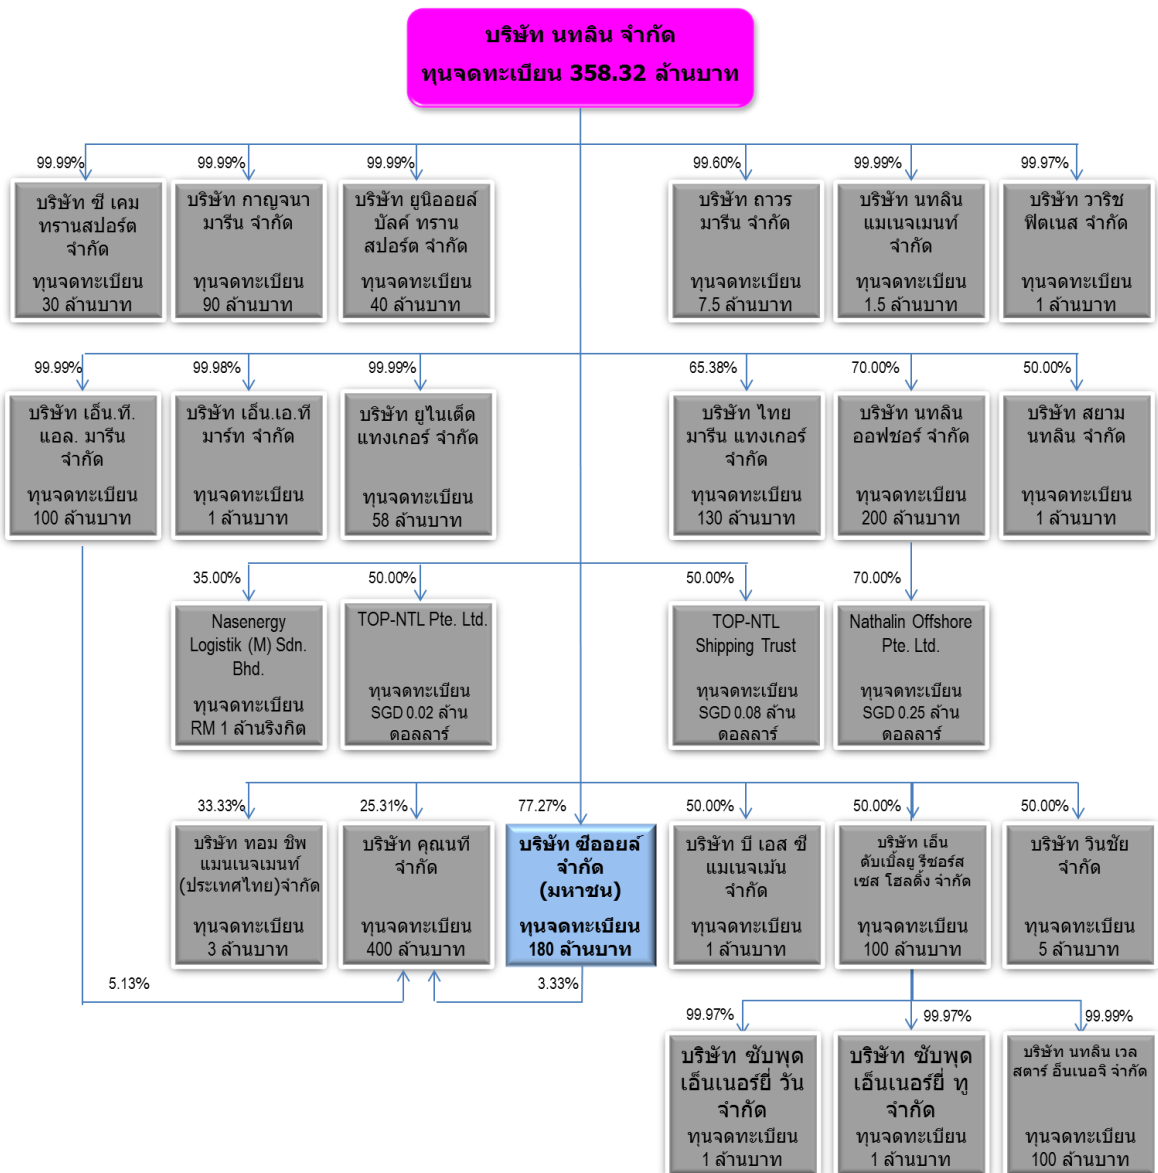 บริษัท นทลิน จำกัด
ทุนจดทะเบียน 358.32 ล้านบาท
99.99%
99.99%
99.99%
99.60%
99.99%
99.97%
บริษัท ซี เคม
ทรานสปอร์ต
จำกัด
ทุนจดทะเบียน
30 ล้านบาท
บริษัท กาญจนา
มารีน จำกัด
ทุนจดทะเบียน
90 ล้านบาท
บริษัท ยูนิออยล์
บัลค์ ทราน
สปอร์ต จำกัด
ทุนจดทะเบียน
40 ล้านบาท
บริษัท ถาวร
มารีน จำกัด
ทุนจดทะเบียน
7.5 ล้านบาท
บริษัท นทลิน
แมเนจเมนท์
จำกัด
ทุนจดทะเบียน
1.5 ล้านบาท
บริษัท วาริช
ฟิตเนส จำกัด
ทุนจดทะเบียน
1 ล้านบาท
99.99%
99.98%
99.99%
65.38%
70.00%
50.00%
บริษัท เอ็น.ที.
แอล. มารีน
จำกัด
ทุนจดทะเบียน
100 ล้านบาท
บริษัท เอ็น.เอ.ที
มาร์ท จำกัด
ทุนจดทะเบียน
1 ล้านบาท
บริษัท ยูไนเต็ด
แทงเกอร์ จำกัด
ทุนจดทะเบียน
58 ล้านบาท
บริษัท ไทย
มารีน แทงเกอร์
จำกัด
ทุนจดทะเบียน
130 ล้านบาท
บริษัท นทลิน
ออฟชอร์ จำกัด
ทุนจดทะเบียน
200 ล้านบาท
บริษัท สยาม
นทลิน จำกัด
ทุนจดทะเบียน
1 ล้านบาท
35.00%
50.00%
50.00%
70.00%
Nasenergy
Logistik (M) Sdn.
Bhd.
ทุนจดทะเบียน
RM 1 ล้านริงกิต
TOP-NTL Pte. Ltd.
ทุนจดทะเบียน
SGD 0.02 ล้าน
ดอลลาร์
TOP-NTL
Shipping Trust
ทุนจดทะเบียน
SGD 0.08 ล้าน
ดอลลาร์
Nathalin Offshore
Pte. Ltd.
ทุนจดทะเบียน
SGD 0.25 ล้าน
ดอลลาร์
33.33%
25.31%
77.27%
50.00%
50.00%
50.00%
บริษัท ทอม ชิพ
แมนเนจเมนท์
(ประเทศไทย)จำกัด
ทุนจดทะเบียน
3 ล้านบาท
บริษัท คุณนที
จำกัด
ทุนจดทะเบียน
400 ล้านบาท
บริษัท ซีออยล์
จำกัด
(มหาชน)
ทุนจดทะเบียน
180 ล้านบาท
บริษัท บี เอส ซี
แมเนจเม้น
จำกัด
ทุนจดทะเบียน
1 ล้านบาท
บริษัท เอ็น
ดับเบิ้ลยู รีซอร์ส
เซส โฮลดิ้ง จำกัด
ทุนจดทะเบียน
100 ล้านบาท
บริษัท วินชัย
จำกัด
ทุนจดทะเบียน
5 ล้านบาท
5.13%
3.33%
99.97%
99.97%
99.99%
บริษัท ซับพุด
เอ็นเนอร์ยี่ วัน
จำกัด
ทุนจดทะเบียน
1 ล้านบาท
บริษัท ซับพุด
เอ็นเนอร์ยี่ ทู
จำกัด
ทุนจดทะเบียน
1 ล้านบาท
บริษัท นทลิน เวล
สตาร์ อ็นเนอจิ จำกัด
ทุนจดทะเบียน
100 ล้านบาท